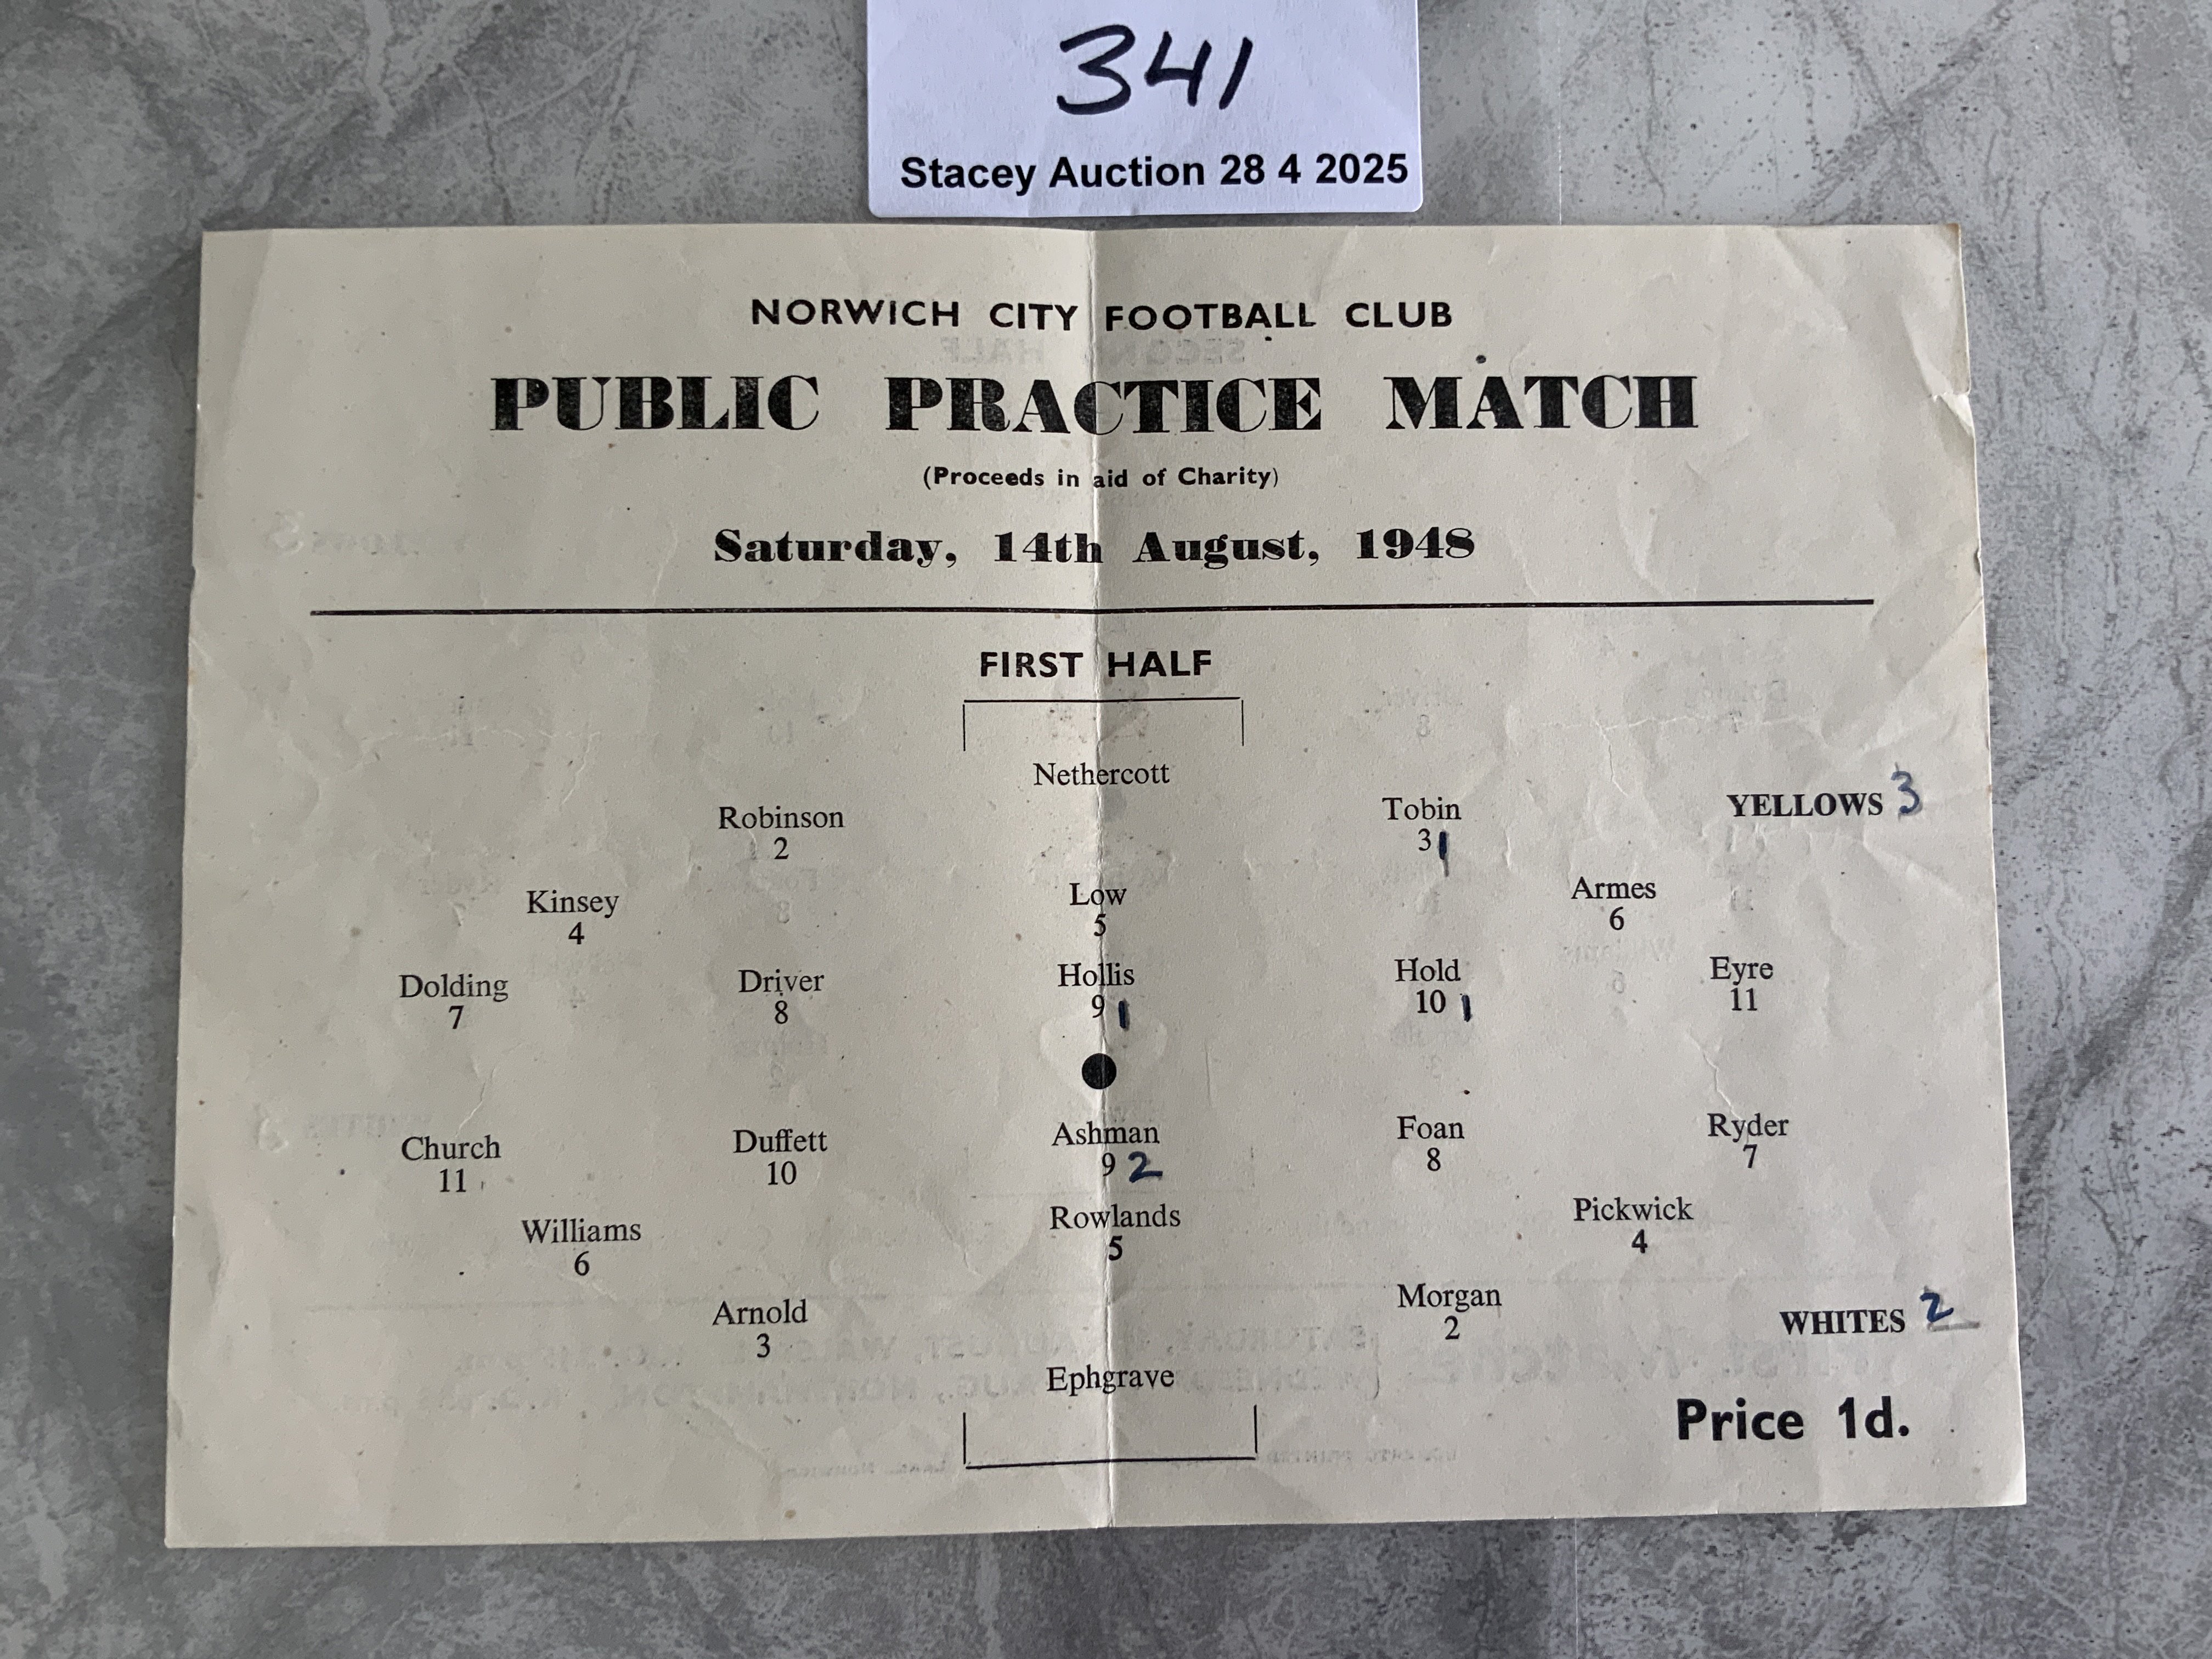 341
Stacey Auction 28 4 2025
NORWICH CITY FOOTBALL CLUB
PUBLIC PRACTICE MATCH
(Proceeds in aid of Charity)
Saturday, 14th August, 1948
FIRST HALF
Nethercott
Robinson Tobin YELLOWS 3
2 3 1
Kinsey Low Armes
4 5 6
Dolding Driver Hollis Hold Eyre
7 8 9 1 10 1 11
Church Duffett Ashman Foan Ryder
11 10 9 2 8 7
Williams Rowlands Pickwick
6 5 4
Arnold Morgan WHITES 2
3 2
Ephgrave
Price 1d.